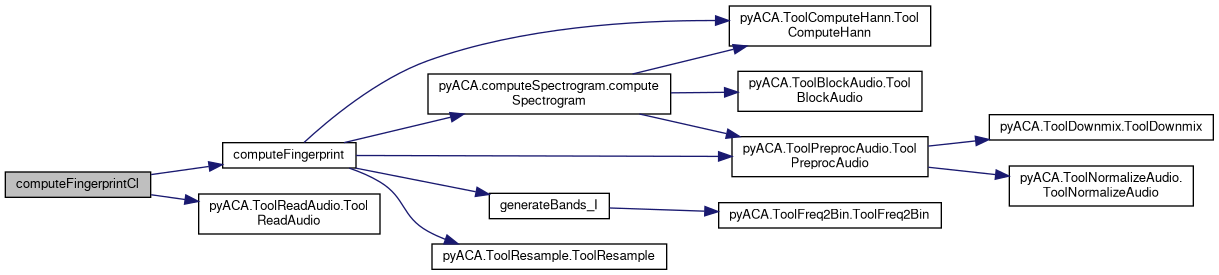 computeFingerprintCl
computeFingerprint
pyACA.ToolReadAudio.Tool
ReadAudio
pyACA.computeSpectrogram.compute
Spectrogram
generateBands_I
pyACA.ToolResample.ToolResample
pyACA.ToolComputeHann.Tool
ComputeHann
pyACA.ToolBlockAudio.Tool
BlockAudio
pyACA.ToolPreprocAudio.Tool
PreprocAudio
pyACA.ToolFreq2Bin.ToolFreq2Bin
pyACA.ToolDownmix.ToolDownmix
pyACA.ToolNormalizeAudio.
ToolNormalizeAudio